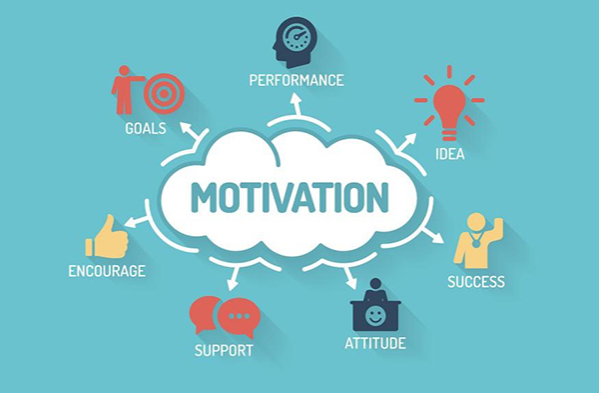 PERFORMANCE
GOALS
IDEA
MOTIVATION
ENCOURAGE
SUCCESS
SUPPORT
ATTITUDE